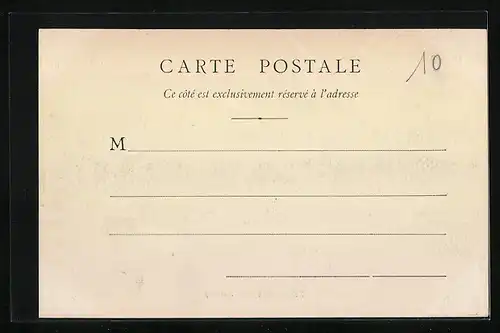 CARTE POSTALE
10
Ce côté est exclusivement réservé à l'adresse
M